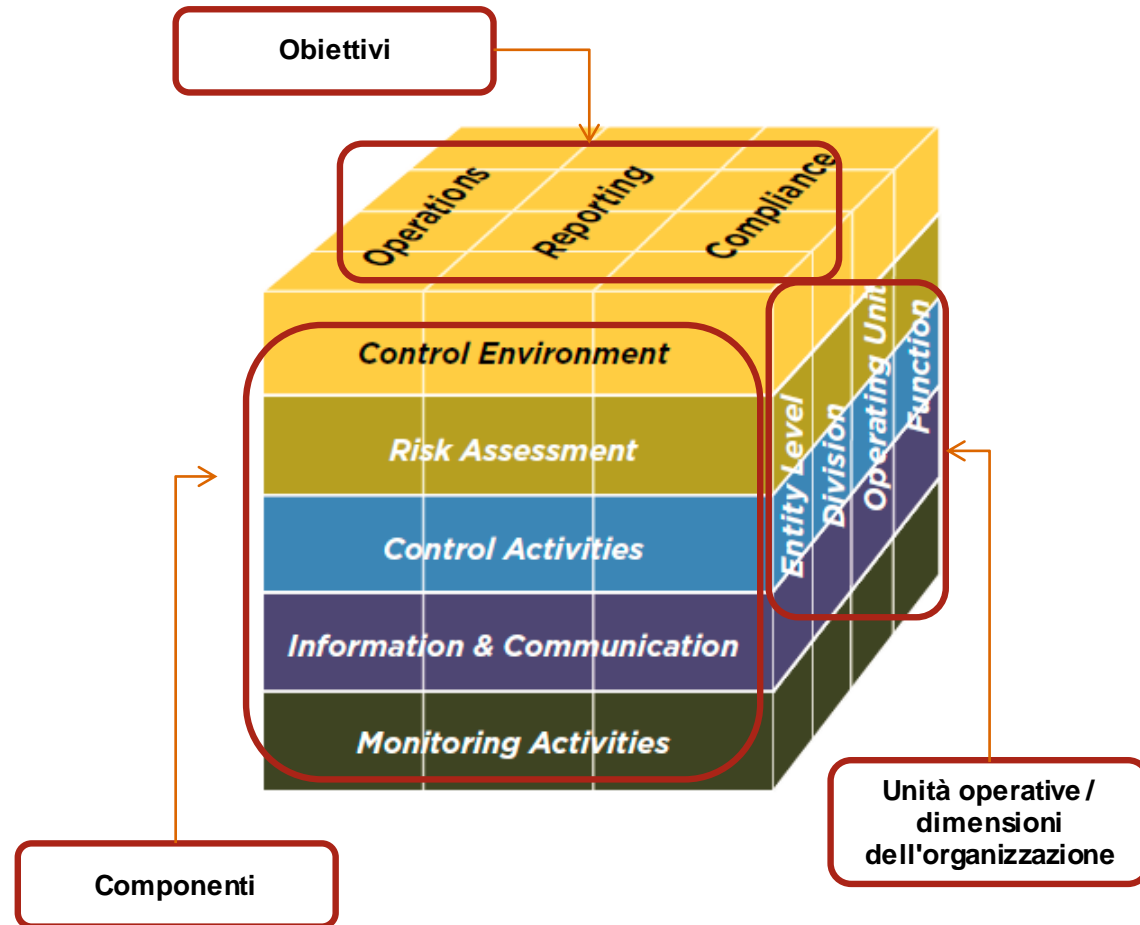 Obiettivi
Operations
Reporting
Compliance
Control Environment
Risk Assessment
Control Activities
Information & Communication
Monitoring Activities
Entity Level
Division
Operating Unit
Function
Componenti
Unità operative /
dimensioni
dell'organizzazione